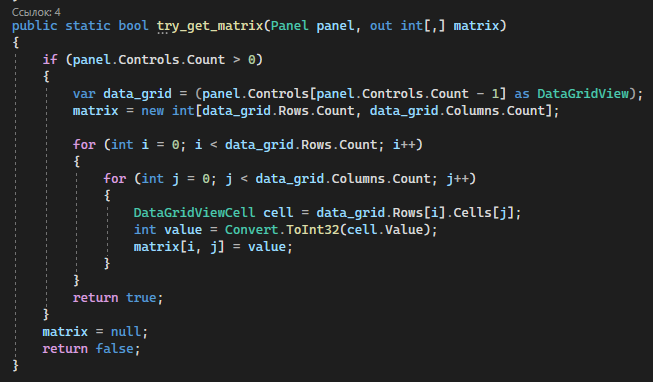 Ссылок: 4
public static bool try_get_matrix(Panel panel, out int[,] matrix)
{
if (panel.Controls.Count > 0)
{
var data_grid = (panel.Controls[panel.Controls.Count - 1] as DataGridView);
matrix = new int[data_grid.Rows.Count, data_grid.Columns.Count];
for (int i = 0; i < data_grid.Rows.Count; i++)
{
for (int j = 0; j < data_grid.Columns.Count; j++)
{
DataGridViewCell cell = data_grid.Rows[i].Cells[j];
int value = Convert.ToInt32(cell.Value);
matrix[i, j] = value;
}
}
return true;
}
matrix = null;
return false;
}